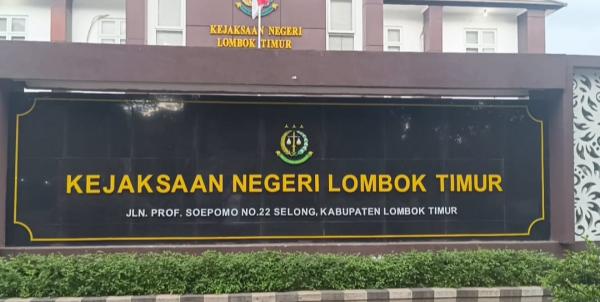 KEJAKSAAN NEGERI
LOMBOK TIMUR
KEJAKSAAN NEGERI LOMBOK TIMUR
JLN. PROF. SOEPOMO NO.22 SELONG, KABUPATEN LOMBOK TIMUR